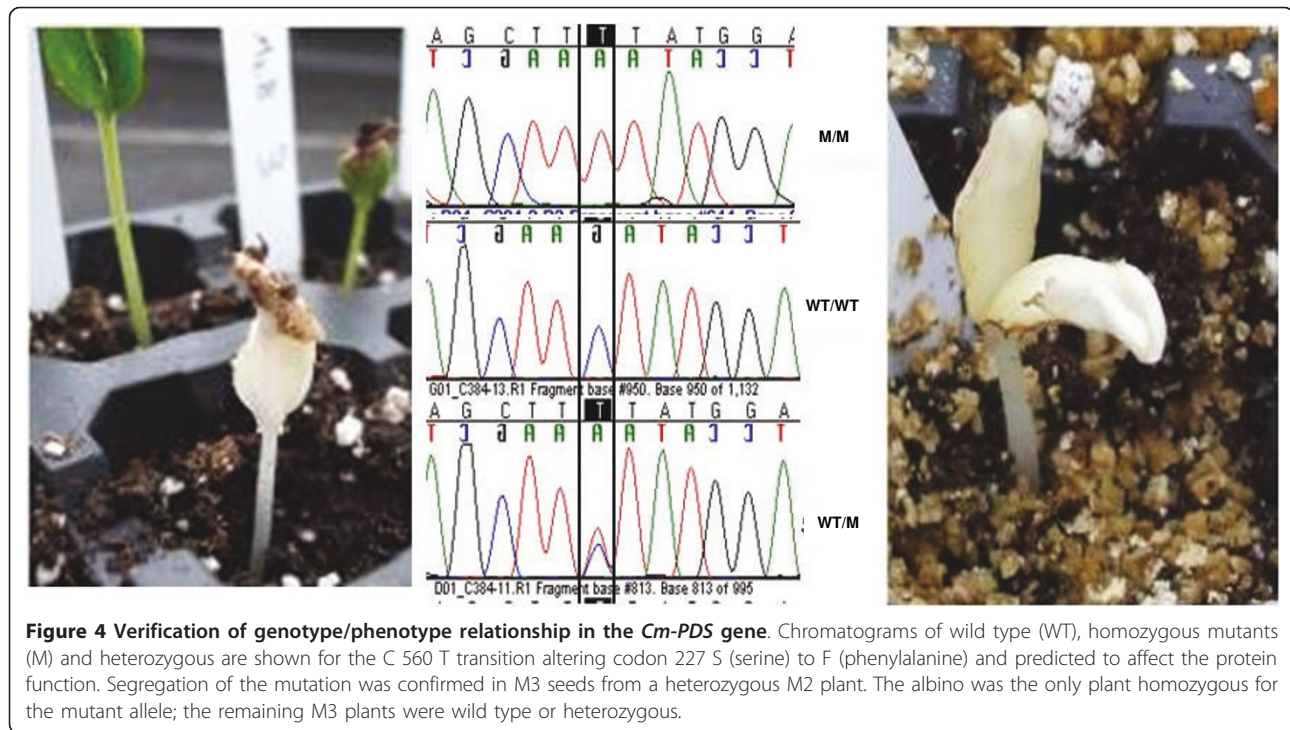 A G C T T T T A T G G A
T C G A A A A T A C C T
M/M
T C G A A G A T A C C T
WT/WT
G01_C384-13.R1 Fragment base #950. Base 950 of 1,132
A G C T T T T A T G G A
T C G A A A A T A C C T
WT/M
D01_C384-11.R1 Fragment base #813. Base 813 of 995
Figure 4 Verification of genotype/phenotype relationship in the Cm-PDS gene. Chromatograms of wild type (WT), homozygous mutants
(M) and heterozygous are shown for the C 560 T transition altering codon 227 S (serine) to F (phenylalanine) and predicted to affect the protein
function. Segregation of the mutation was confirmed in M3 seeds from a heterozygous M2 plant. The albino was the only plant homozygous for
the mutant allele; the remaining M3 plants were wild type or heterozygous.